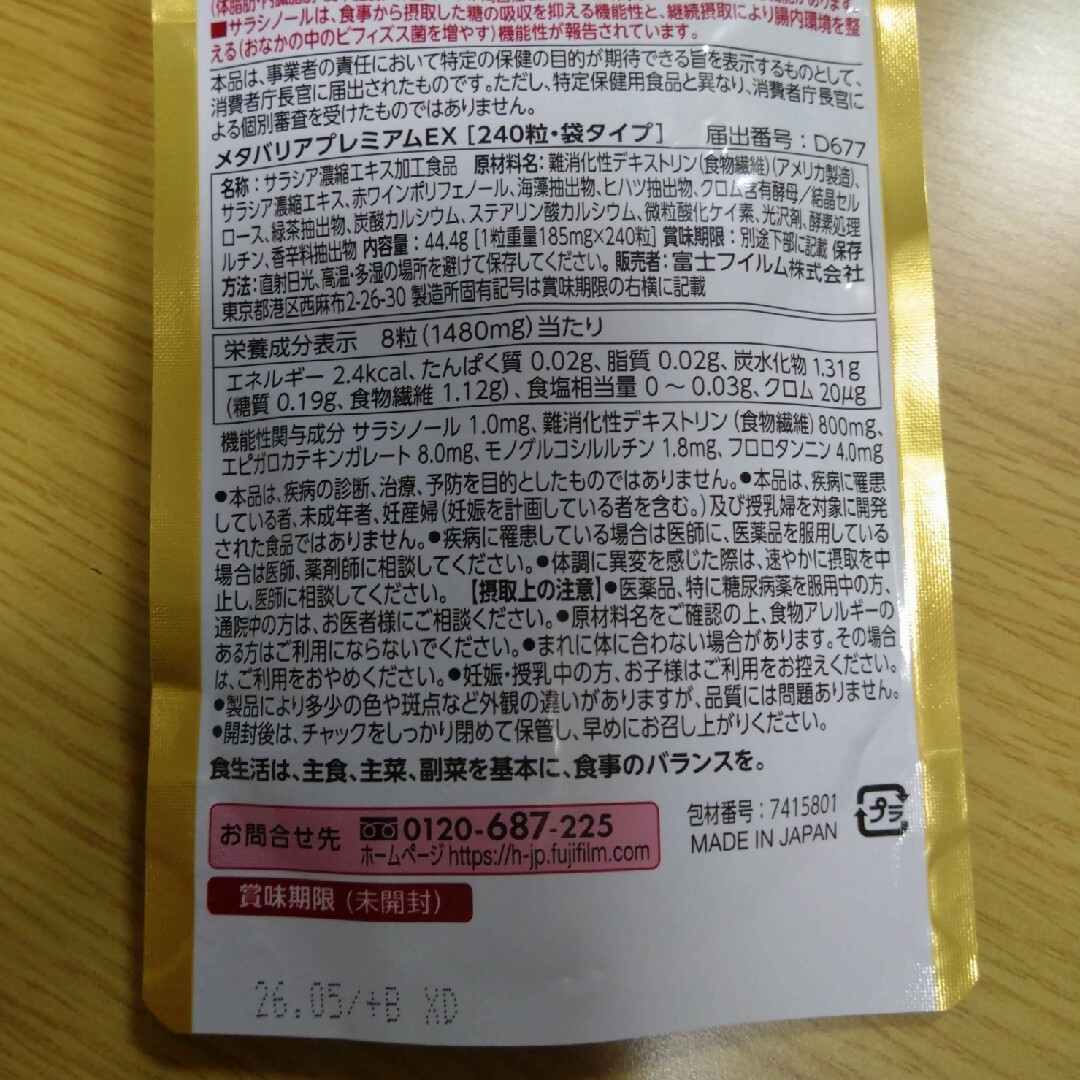 ■サラシノールは、食事から摂取した糖の吸収を抑える機能性と、継続摂取により腸内環境を整
える(おなかの中のビフィズス菌を増やす)機能性が報告されています。
本品は、事業者の責任において特定の保健の目的が期待できる旨を表示するものとして、
消費者庁長官に届出されたものです。ただし、特定保健用食品と異なり、消費者庁長官に
よる個別審査を受けたものではありません。
メタバリアプレミアムEX [240粒・袋タイプ] 届出番号:D677
名称:サラシア濃縮エキス加工食品 原材料名:難消化性デキストリン(食物繊維)(アメリカ製造)、
サラシア濃縮エキス、赤ワインポリフェノール、海藻抽出物、ヒハツ抽出物、クロム含有酵母/結晶セル
ロース、緑茶抽出物、炭酸カルシウム、ステアリン酸カルシウム、微粒酸化ケイ素、光沢剤、酵素処理
ルチン、香辛料抽出物 内容量:44.4g [1粒重量185mg×240粒] 賞味期限:別途下部に記載 保存
方法:直射日光、高温・多湿の場所を避けて保存してください。販売者:富士フイルム株式会社
東京都港区西麻布2-26-30 製造所固有記号は賞味期限の右横に記載
栄養成分表示 8粒(1480mg)当たり
エネルギー 2.4kcal、たんぱく質 0.02g、脂質 0.02g、炭水化物 1.31g
(糖質 0.19g、食物繊維 1.12g)、食塩相当量 0 〜 0.03g、クロム 20μg
機能性関与成分 サラシノール 1.0mg、難消化性デキストリン(食物繊維)800mg、
エピガロカテキンガレート 8.0mg、モノグルコシルルチン 1.8mg、フロロタンニン 4.0mg
●本品は、疾病の診断、治療、予防を目的としたものではありません。●本品は、疾病に罹患
している者、未成年者、妊産婦(妊娠を計画している者を含む。)及び授乳婦を対象に開発
された食品ではありません。●疾病に罹患している場合は医師に、医薬品を服用している
場合は医師、薬剤師に相談してください。●体調に異変を感じた際は、速やかに摂取を中
止し、医師に相談してください。【摂取上の注意】●医薬品、特に糖尿病薬を服用中の方、
通院中の方は、お医者様にご相談ください。●原材料名をご確認の上、食物アレルギーの
ある方はご利用にならないでください。●まれに体に合わない場合があります。その場合
は、ご利用をおやめください。●妊娠・授乳中の方、お子様はご利用をお控えください。
●製品により多少の色や斑点など外観の違いがありますが、品質には問題ありません。
●開封後は、チャックをしっかり閉めて保管し、早めにお召し上がりください。
食生活は、主食、主菜、副菜を基本に、食事のバランスを。
お問合せ先 0120-687-225
ホームページ https://h-jp.fujifilm.com
包材番号:7415801
MADE IN JAPAN
プラ
賞味期限(未開封)
26.05/+B XD